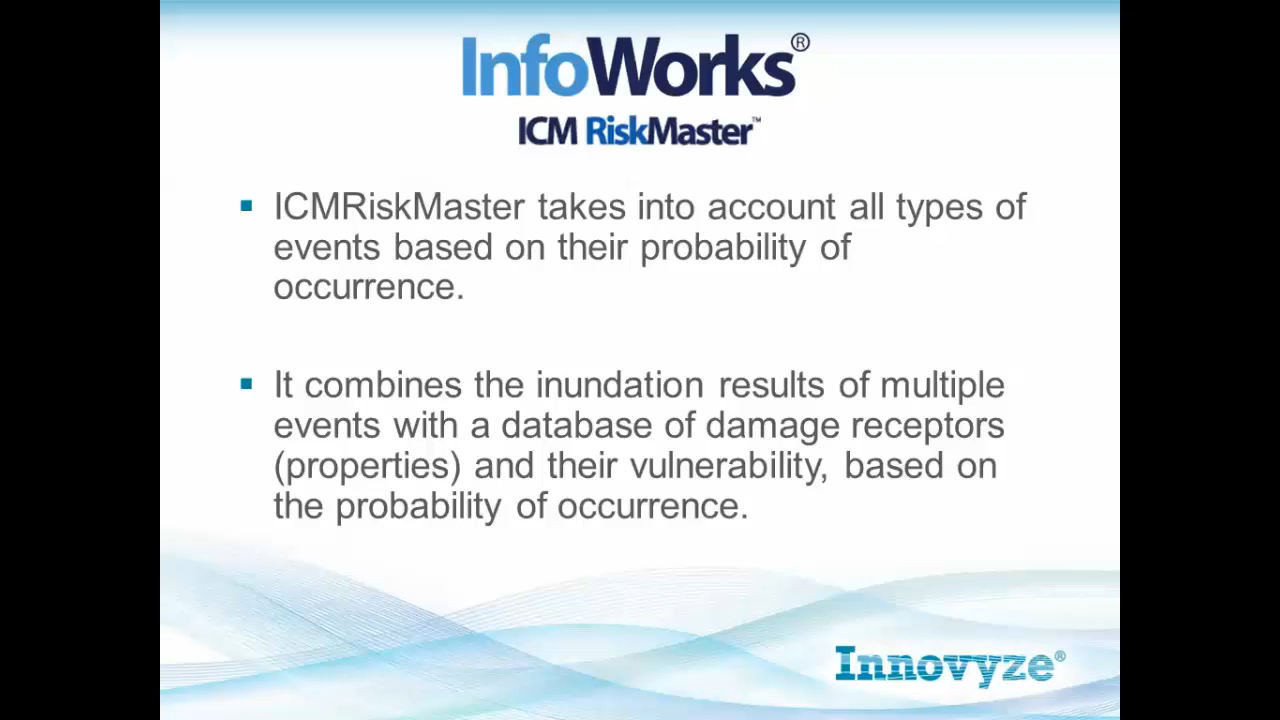 InfoWorks®
ICM RiskMaster™
▪ ICMRiskMaster takes into account all types of
events based on their probability of
occurrence.
▪ It combines the inundation results of multiple
events with a database of damage receptors
(properties) and their vulnerability, based on
the probability of occurrence.
Innovyze®